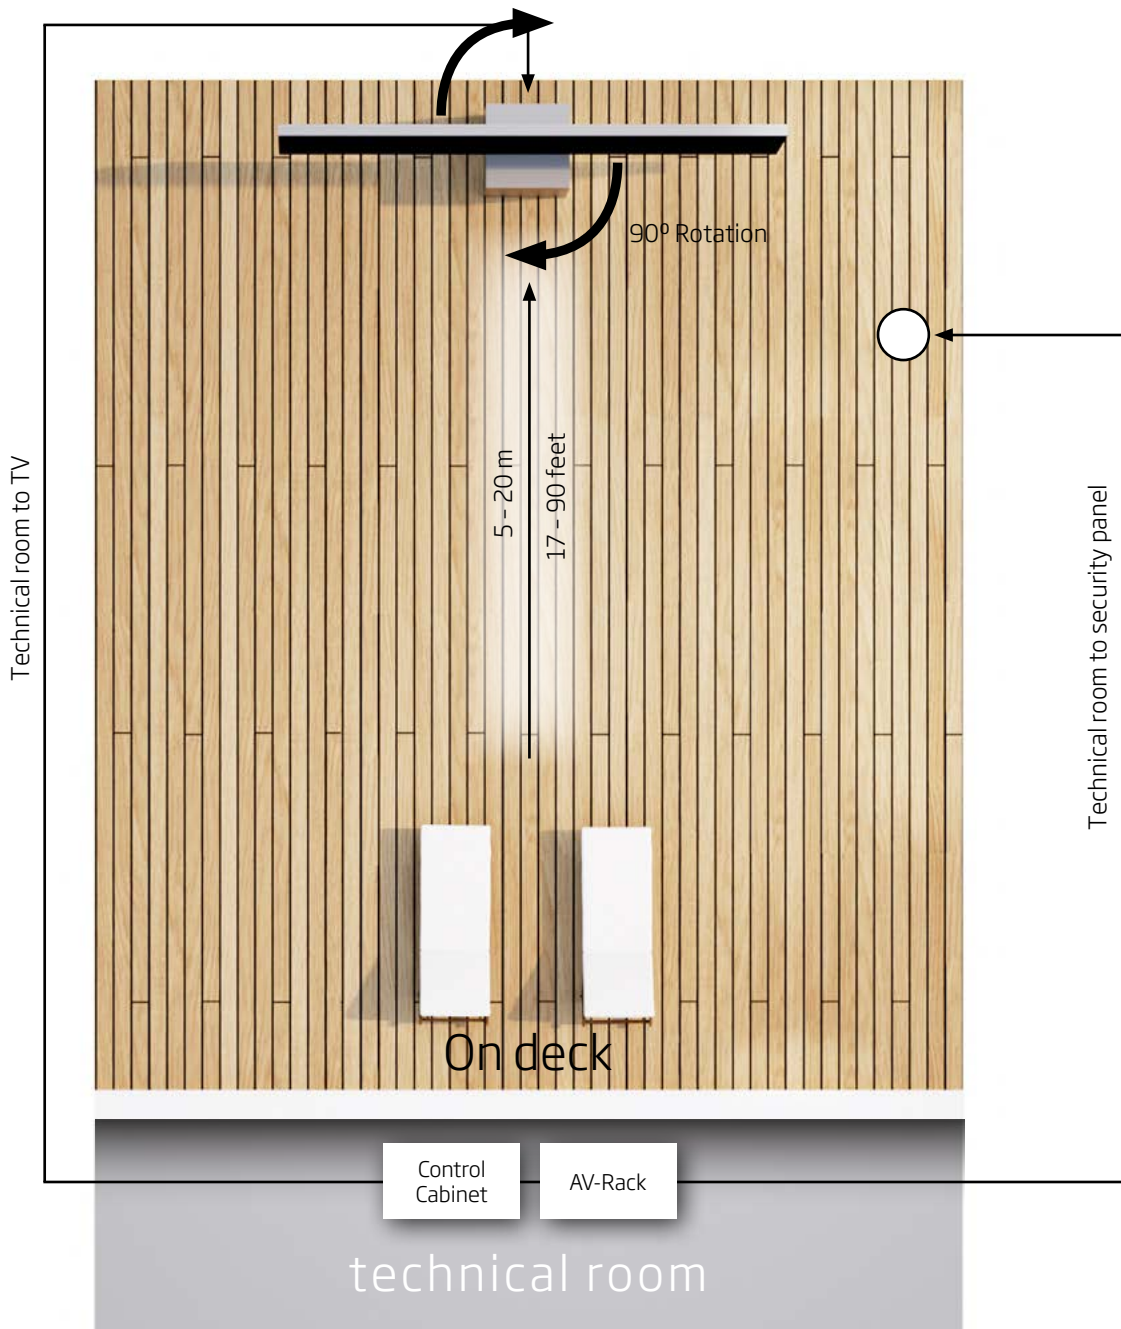 90º Rotation
Technical room to TV
5 - 20 m
17 - 90 feet
Technical room to security panel
On deck
Control
Cabinet
AV-Rack
technical room